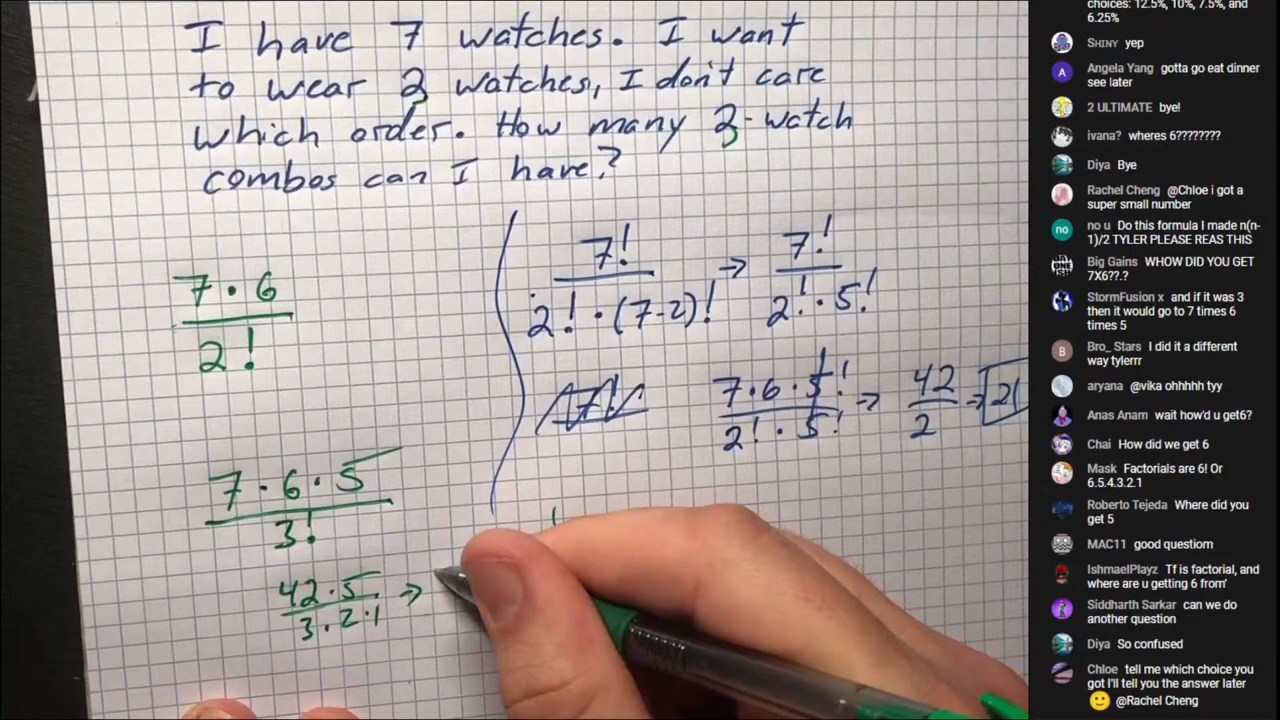 I have 7 watches. I want
to wear 2 watches, I don't care
which order. How many 3-watch
combos can I have?
7 · 6
2!
7 · 6 · 5
3!
42 · 5 →
3 · 2 · 1
7! → 7!
2! · (7-2)! 2! · 5!
7!
7 · 6 · 5! → 42 → 21
2! · 5! 2
choices: 12.5%, 10%, 7.5%, and
6.25%
SHINY yep
Angela Yang gotta go eat dinner
see later
2 ULTIMATE bye!
ivana? wheres 6????????
Diya Bye
Rachel Cheng @Chloe i got a
super small number
no u Do this formula I made n(n-
1)/2 TYLER PLEASE REAS THIS
Big Gains WHOW DID YOU GET
7X6??.?
StormFusion x and if it was 3
then it would go to 7 times 6
times 5
Bro_ Stars I did it a different
way tylerrr
aryana @vika ohhhhh tyy
Anas Anam wait how'd u get6?
Chai How did we get 6
Mask Factorials are 6! Or
6.5.4.3.2.1
Roberto Tejeda Where did you
get 5
MAC11 good questiom
IshmaelPlayz Tf is factorial, and
where are u getting 6 from'
Siddharth Sarkar can we do
another question
Diya So confused
Chloe tell me which choice you
got I'll tell you the answer later
🙂 @Rachel Cheng
A
no
B